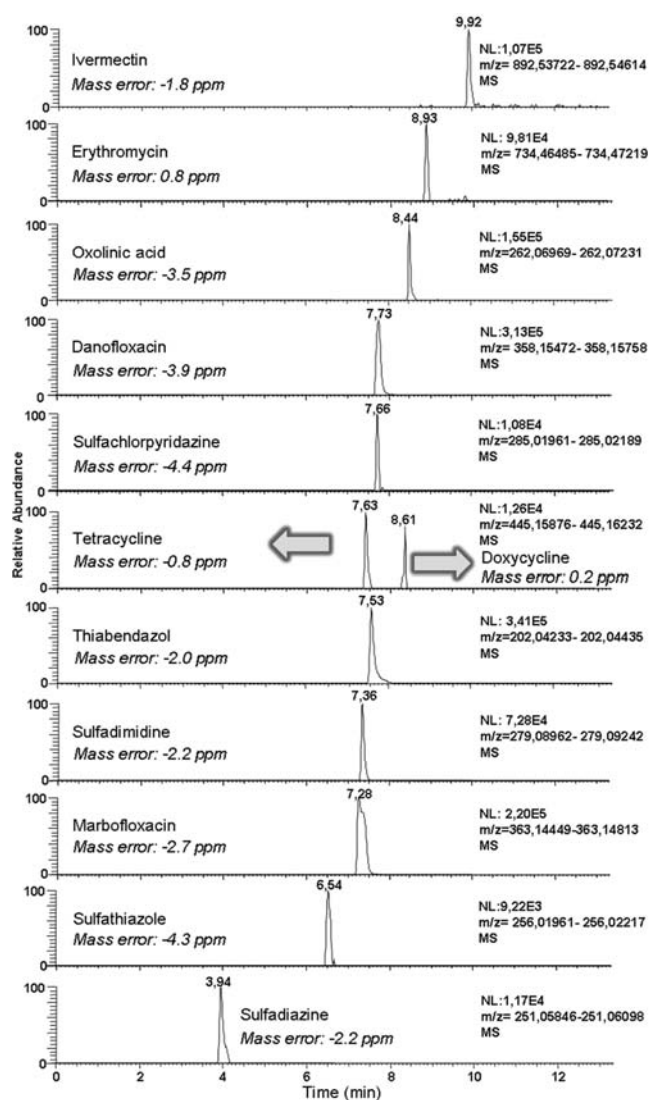 Relative Abundance
100
0
9,92
Ivermectin
Mass error: -1.8 ppm
NL:1,07E5
m/z= 892,53722- 892,54614
MS
100
0
8,93
Erythromycin
Mass error: 0.8 ppm
NL: 9,81E4
m/z= 734,46485- 734,47219
MS
100
0
8,44
Oxolinic acid
Mass error: -3.5 ppm
NL:1,55E5
m/z=262,06969- 262,07231
MS
100
0
7,73
Danofloxacin
Mass error: -3.9 ppm
NL:3,13E5
m/z= 358,15472- 358,15758
MS
100
0
7,66
Sulfachlorpyridazine
Mass error: -4.4 ppm
NL:1,08E4
m/z=285,01961- 285,02189
MS
100
0
7,63
8,61
Tetracycline
Mass error: -0.8 ppm
NL:1,26E4
m/z=445,15876- 445,16232
MS
Doxycycline
Mass error: 0.2 ppm
100
0
7,53
Thiabendazol
Mass error: -2.0 ppm
NL: 3,41E5
m/z=202,04233- 202,04435
MS
100
0
7,36
Sulfadimidine
Mass error: -2.2 ppm
NL: 7,28E4
m/z=279,08962- 279,09242
MS
100
0
7,28
Marbofloxacin
Mass error: -2.7 ppm
NL: 2,20E5
m/z=363,14449-363,14813
MS
100
0
6,54
Sulfathiazole
Mass error: -4.3 ppm
NL:9,22E3
m/z= 256,01961- 256,02217
MS
100
0
3,94
Sulfadiazine
Mass error: -2.2 ppm
NL:1,17E4
m/z= 251,05846-251,06098
MS
0 2 4 6 8 10 12
Time (min)